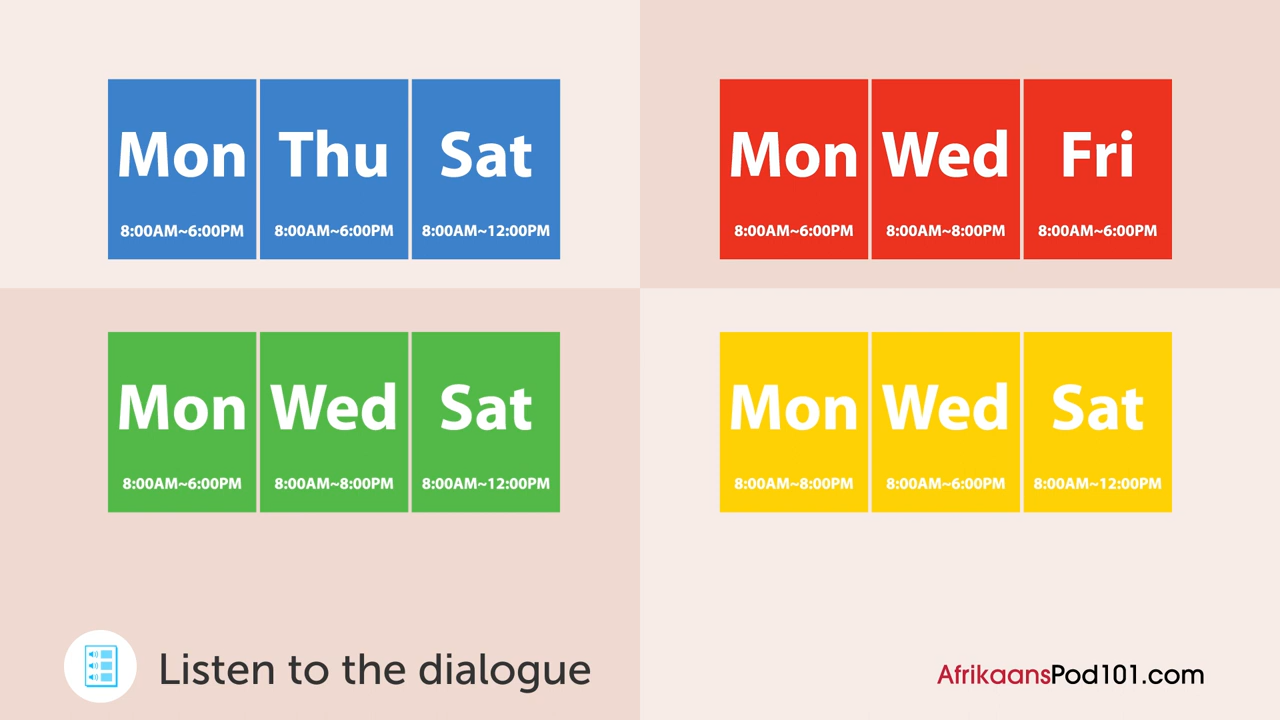 Mon Thu Sat
8:00AM~6:00PM 8:00AM~6:00PM 8:00AM~12:00PM
Mon Wed Fri
8:00AM~6:00PM 8:00AM~8:00PM 8:00AM~6:00PM
Mon Wed Sat
8:00AM~6:00PM 8:00AM~8:00PM 8:00AM~12:00PM
Mon Wed Sat
8:00AM~8:00PM 8:00AM~6:00PM 8:00AM~12:00PM
Listen to the dialogue
AfrikaansPod101.com